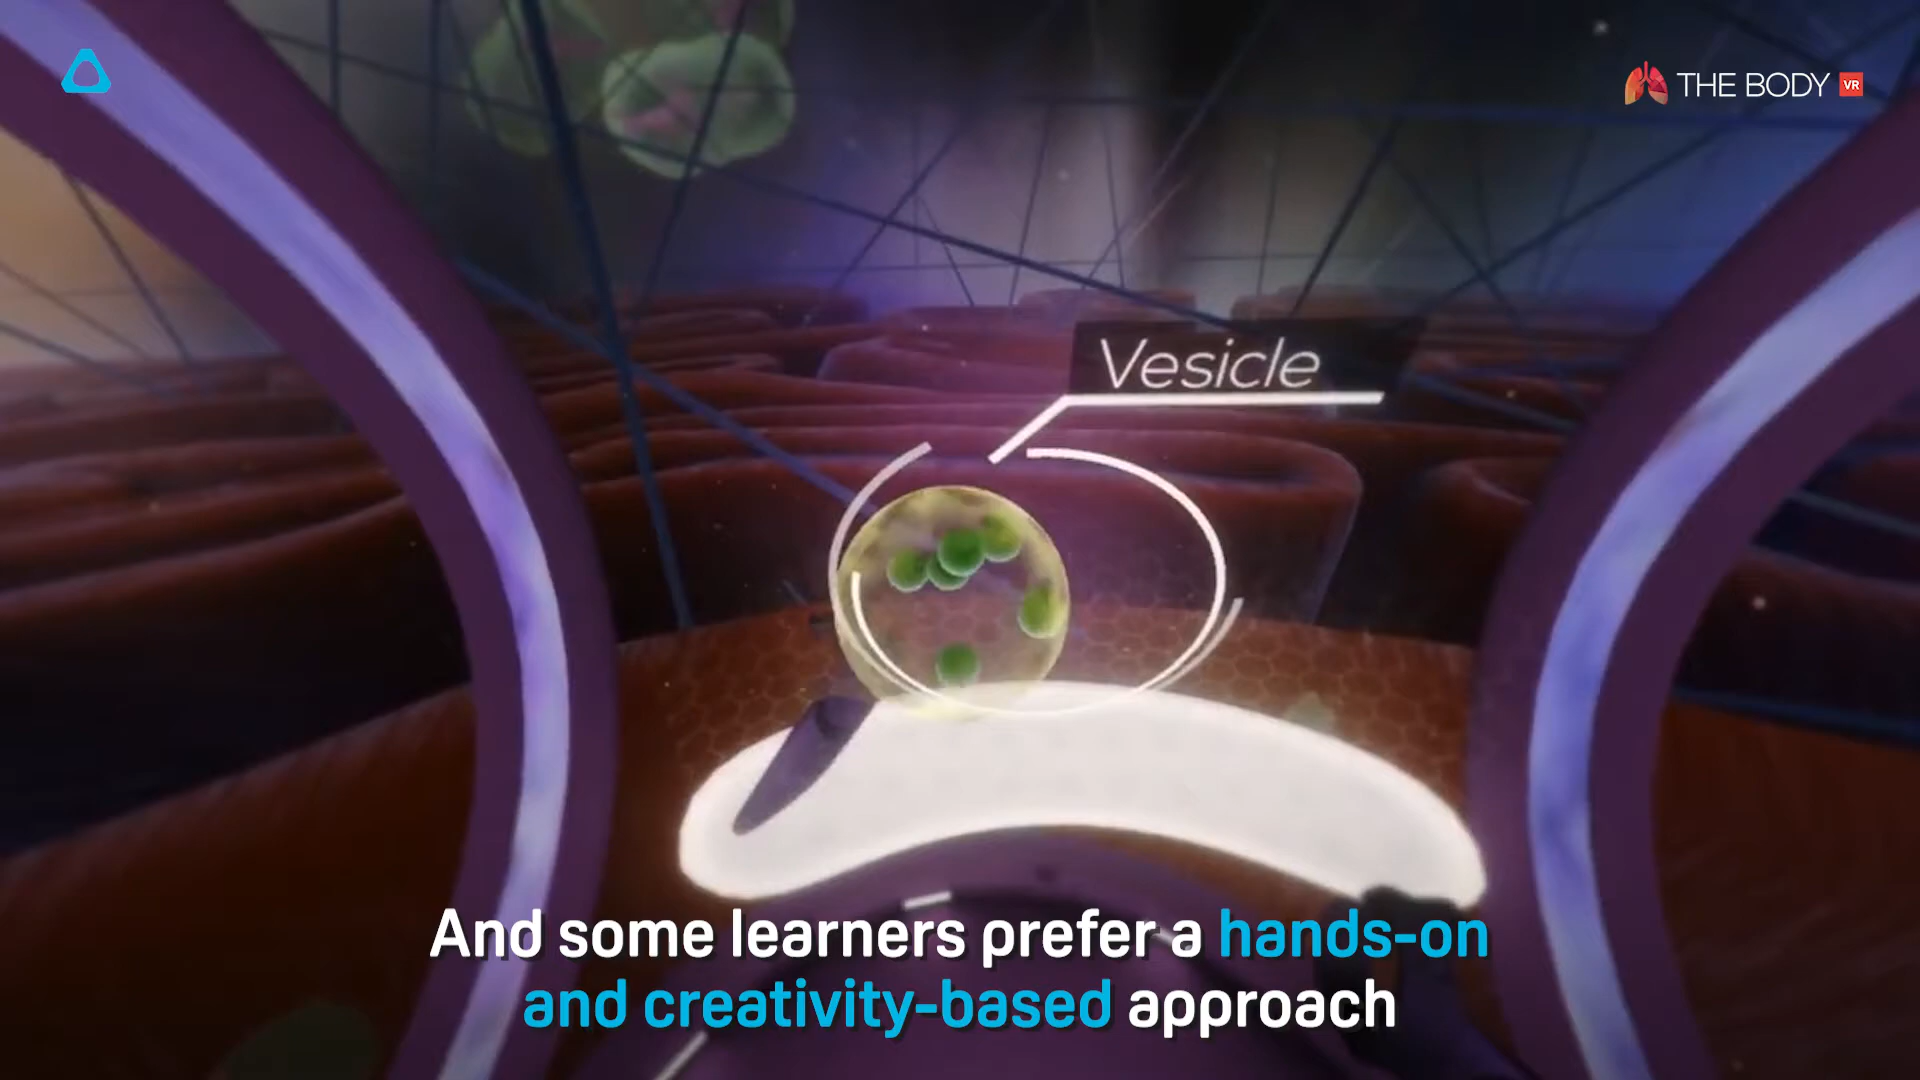 THE BODY VR
Vesicle
And some learners prefer a hands-on
and creativity-based approach